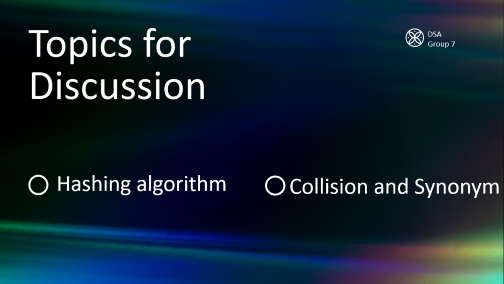 Topics for
Discussion
DSA
Group 7
Hashing algorithm
Collision and Synonym